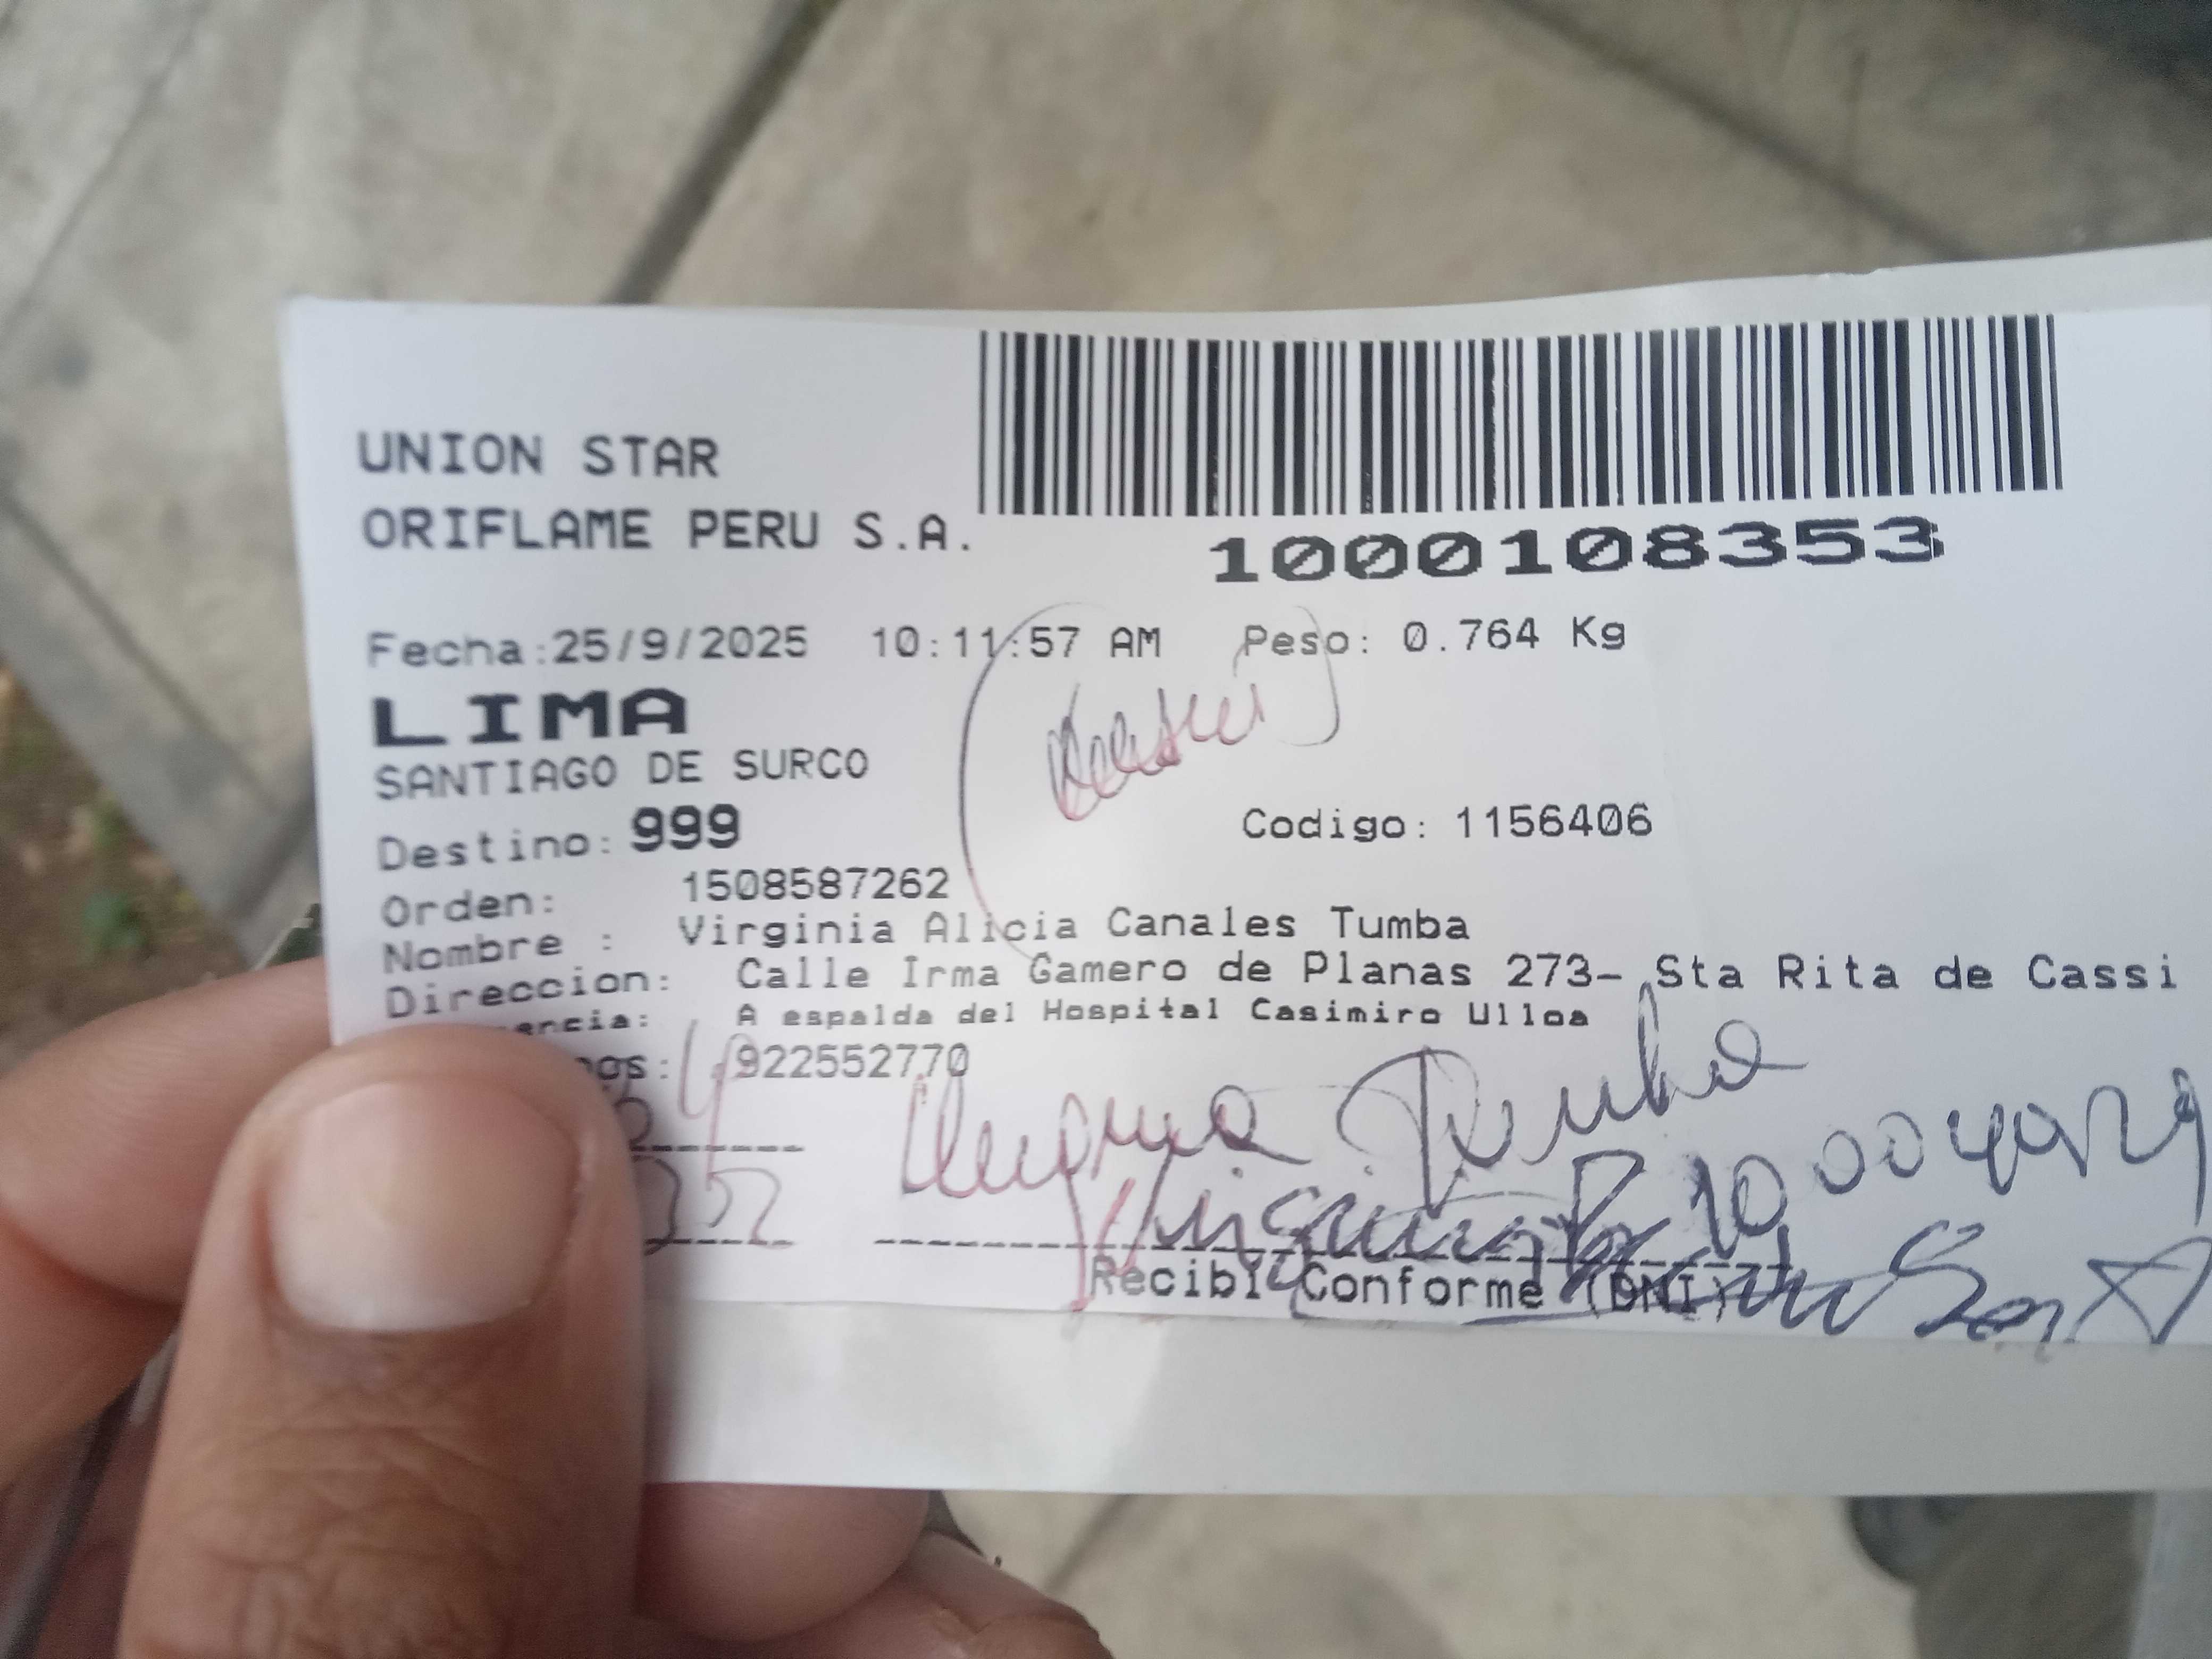 UNION STAR
ORIFLAME PERU S.A.
1000108353
Fecha:25/9/2025 10:11:57 AM Peso: 0.764 Kg
LIMA
SANTIAGO DE SURCO
Destino: 999
Codigo: 1156406
Orden: 1508587262
Nombre : Virginia Alicia Canales Tumba
Direccion: Calle Irma Gamero de Planas 273- Sta Rita de Cassi
encia: A espalda del Hospital Casimiro Ulloa
os: 922552770
Recibi Conforme (DNI)